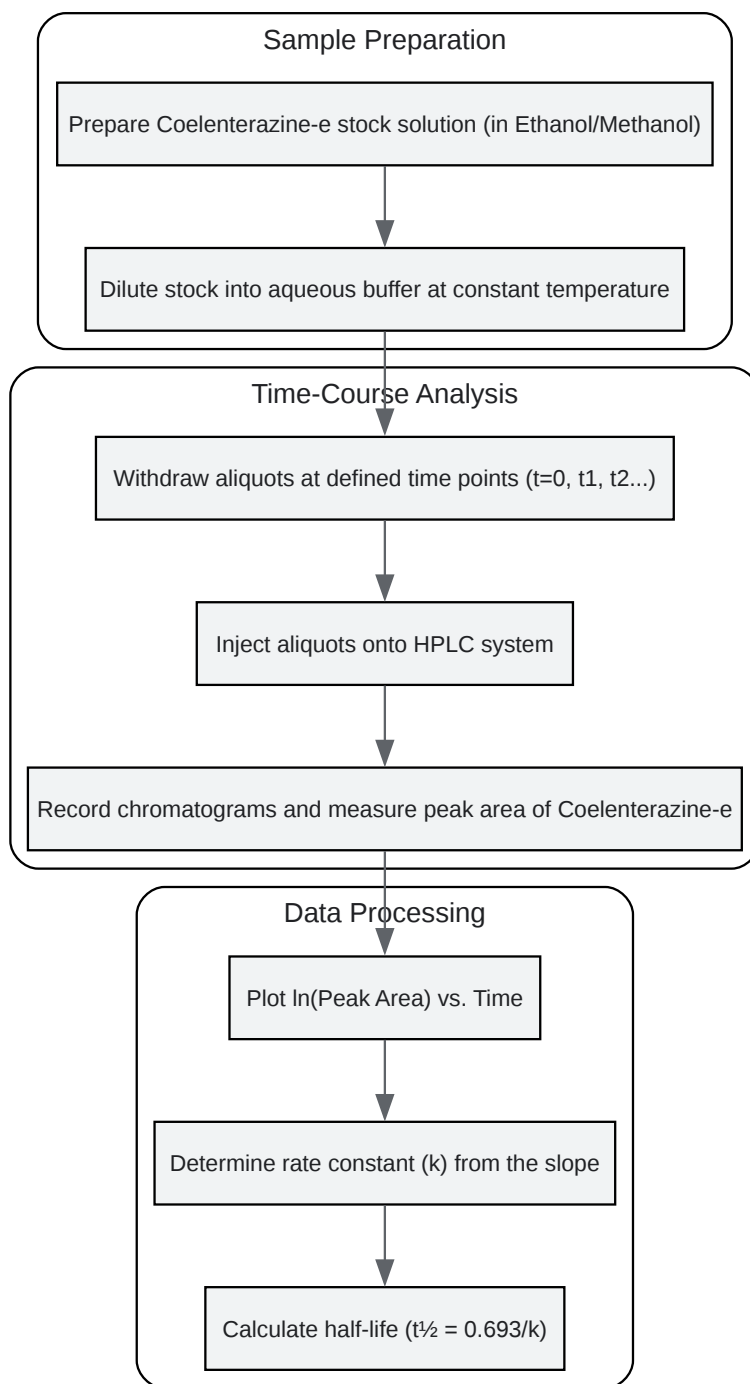 Sample Preparation
Prepare Coelenterazine-e stock solution (in Ethanol/Methanol)
Dilute stock into aqueous buffer at constant temperature
Time-Course Analysis
Withdraw aliquots at defined time points (t=0, t1, t2...)
Inject aliquots onto HPLC system
Record chromatograms and measure peak area of Coelenterazine-e
Data Processing
Plot ln(Peak Area) vs. Time
Determine rate constant (k) from the slope
Calculate half-life (t½ = 0.693/k)